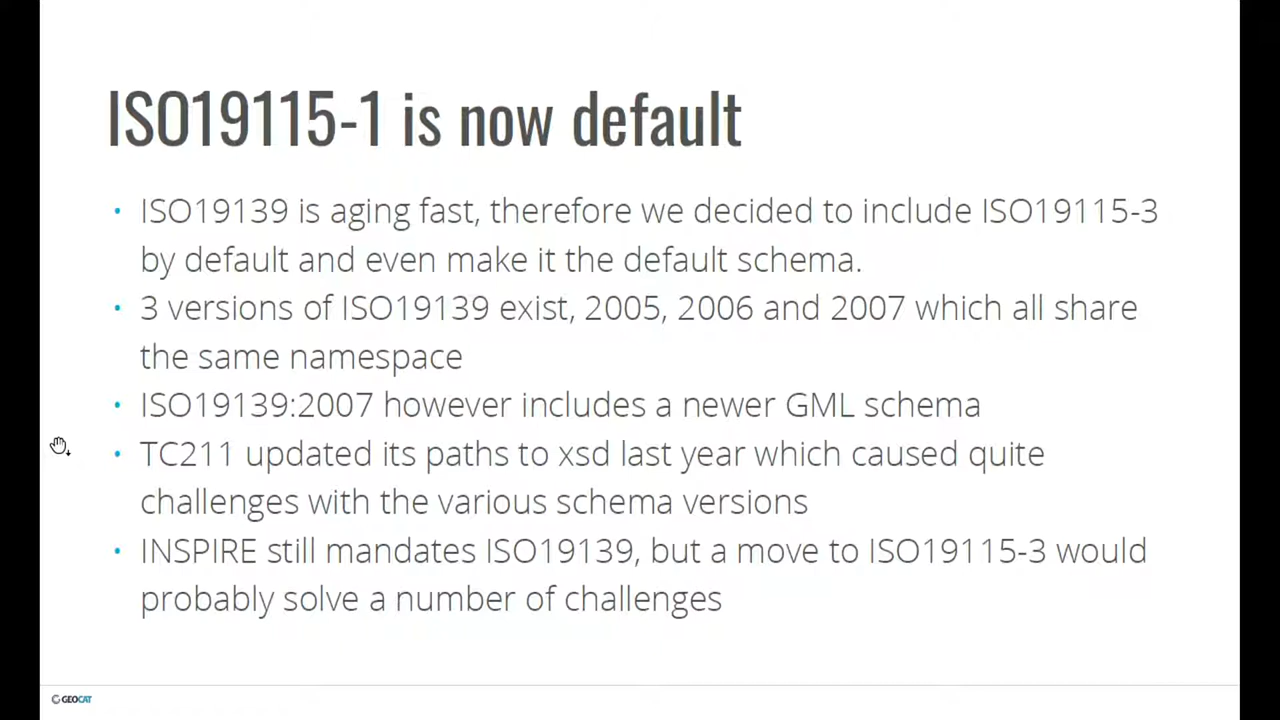 ISO19115-1 is now default
• ISO19139 is aging fast, therefore we decided to include ISO19115-3
by default and even make it the default schema.
• 3 versions of ISO19139 exist, 2005, 2006 and 2007 which all share
the same namespace
• ISO19139:2007 however includes a newer GML schema
• TC211 updated its paths to xsd last year which caused quite
challenges with the various schema versions
• INSPIRE still mandates ISO19139, but a move to ISO19115-3 would
probably solve a number of challenges
GEOCAT